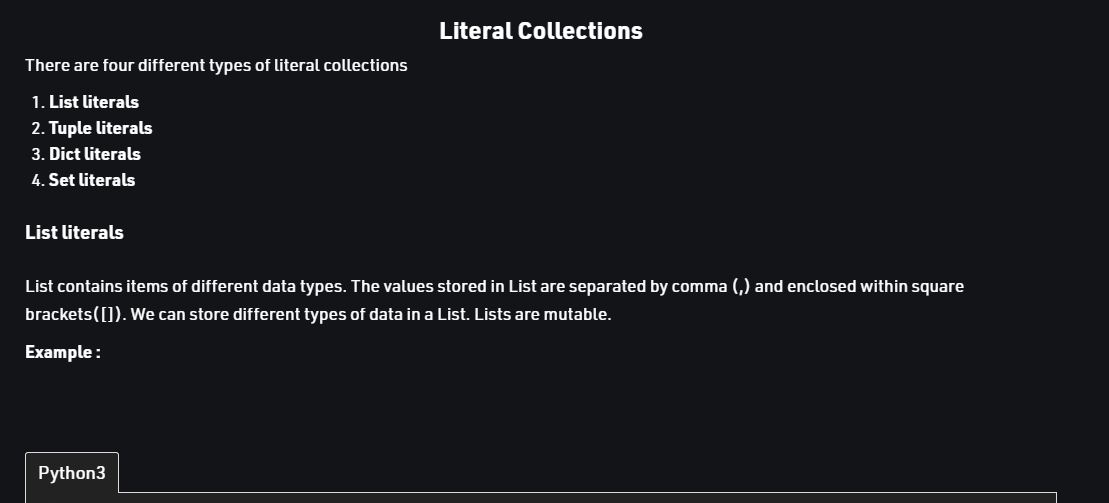 Literal Collections
There are four different types of literal collections
1. List literals
2. Tuple literals
3. Dict literals
4. Set literals
List literals
List contains items of different data types. The values stored in List are separated by comma (,) and enclosed within square
brackets([]). We can store different types of data in a List. Lists are mutable.
Example :
Python3